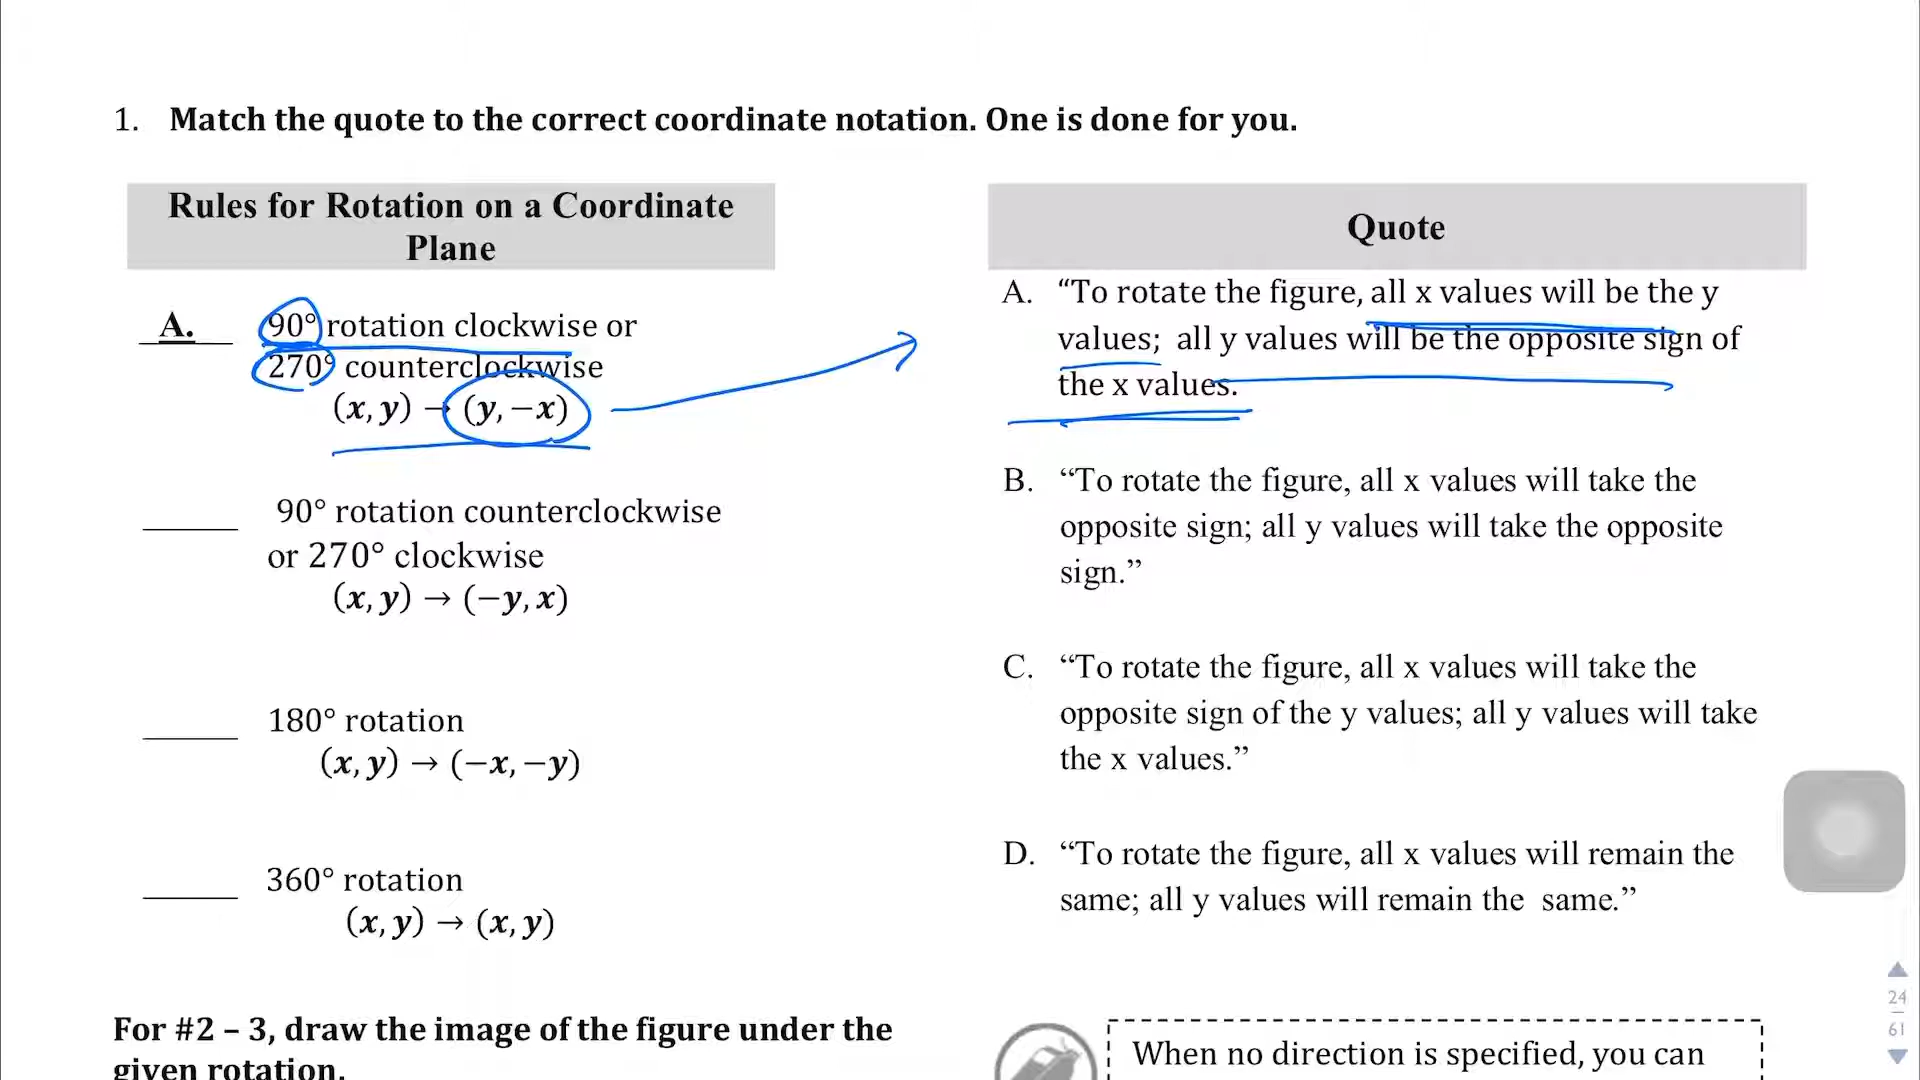 1. Match the quote to the correct coordinate notation. One is done for you.
Rules for Rotation on a Coordinate
Plane
A. 90° rotation clockwise or
270° counterclockwise
(x, y) → (y, −x)
_____ 90° rotation counterclockwise
or 270° clockwise
(x, y) → (−y, x)
_____ 180° rotation
(x, y) → (−x, −y)
_____ 360° rotation
(x, y) → (x, y)
Quote
A. “To rotate the figure, all x values will be the y
values; all y values will be the opposite sign of
the x values.
B. “To rotate the figure, all x values will take the
opposite sign; all y values will take the opposite
sign.”
C. “To rotate the figure, all x values will take the
opposite sign of the y values; all y values will take
the x values.”
D. “To rotate the figure, all x values will remain the
same; all y values will remain the same.”
For #2 – 3, draw the image of the figure under the
given rotation.
When no direction is specified, you can
24
61